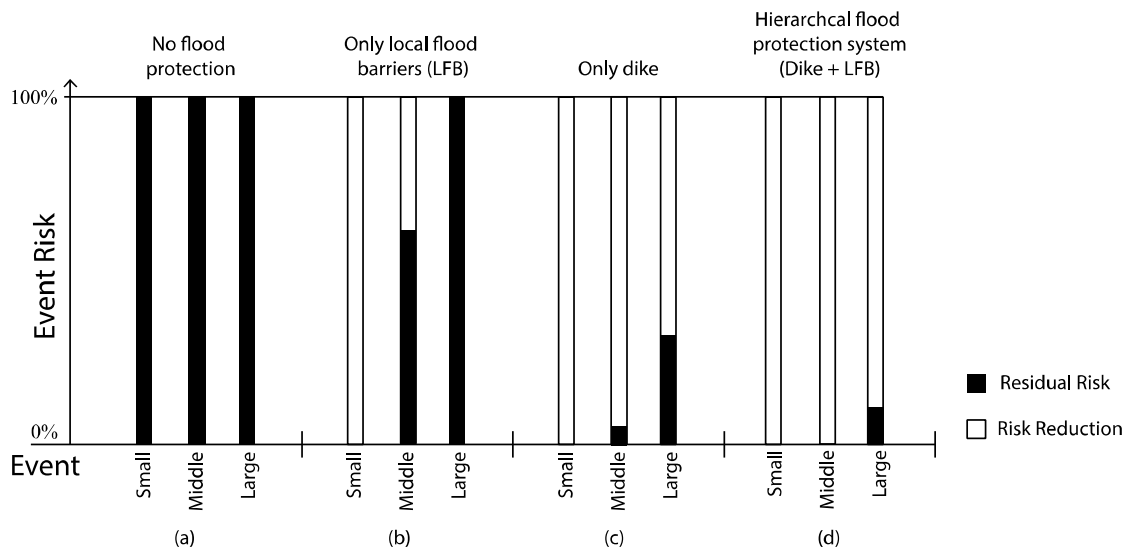 No flood
protection
Only local flood
barriers (LFB)
Only dike
Hierarchcal flood
protection system
(Dike + LFB)
100%
Event Risk
0%
Event
Small
Middle
Large
Small
Middle
Large
Small
Middle
Large
Small
Middle
Large
(a)
(b)
(c)
(d)
Residual Risk
Risk Reduction